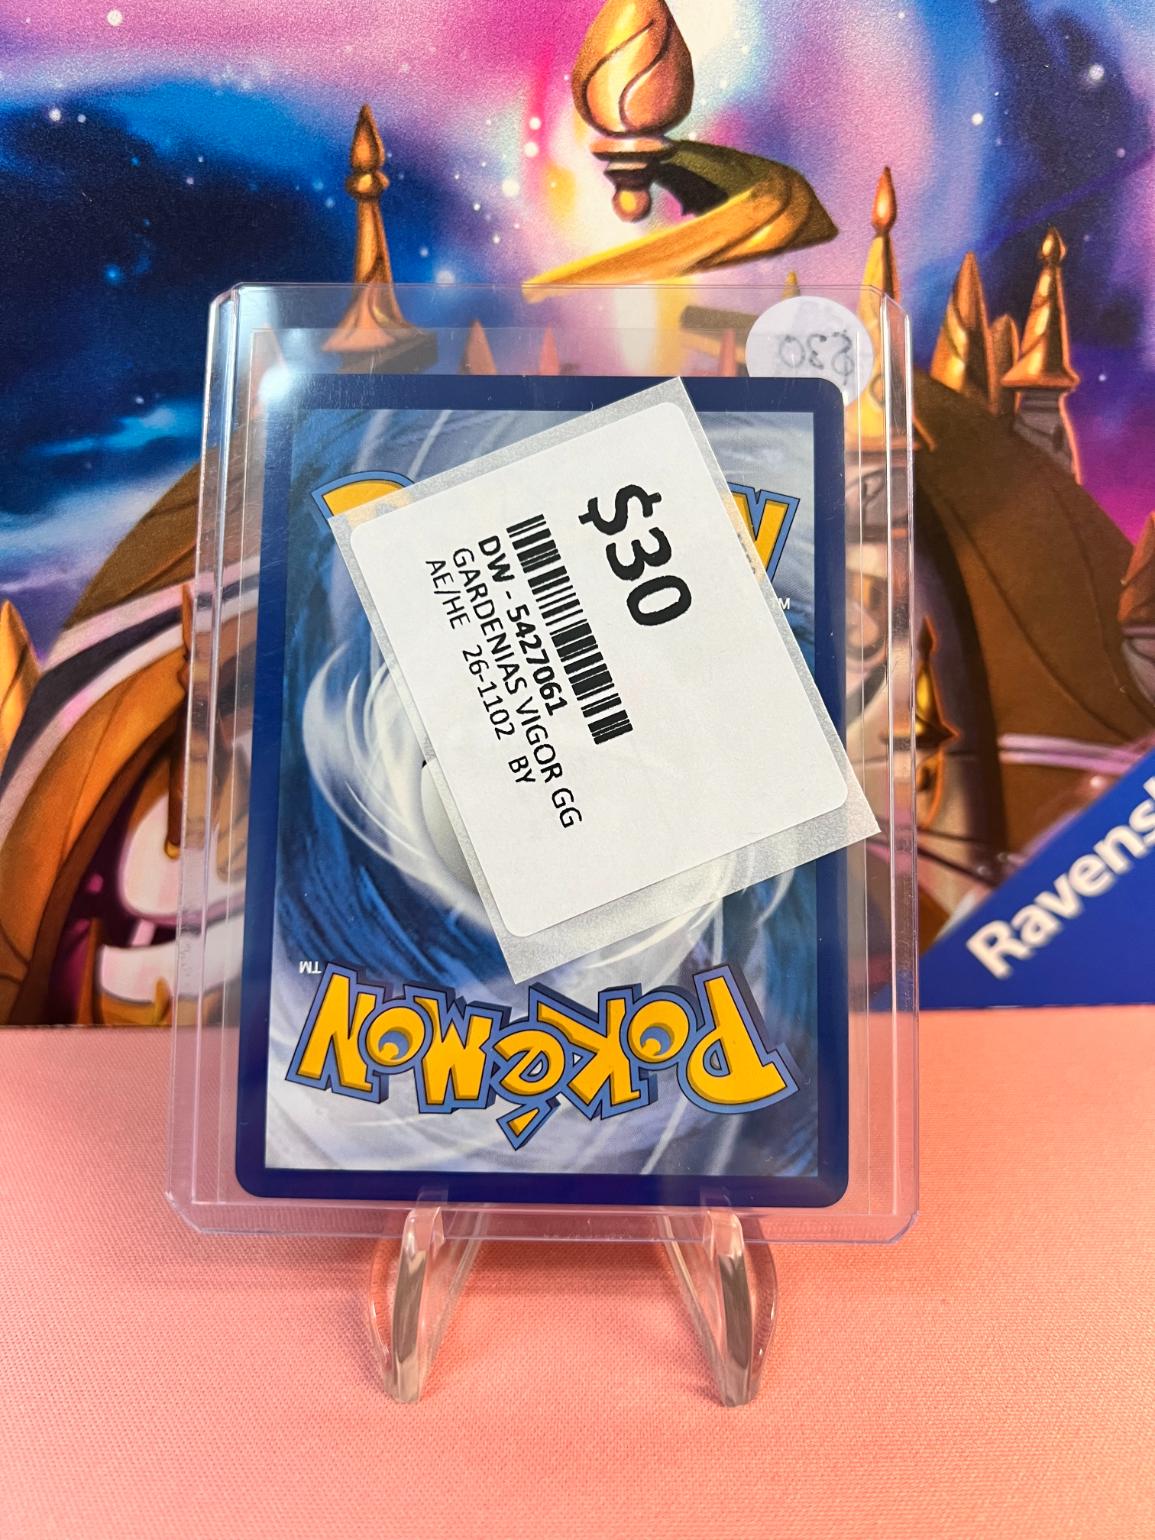 $30
$30
DW - 5427061
GARDENIAS VIGOR GG
AE/HE 26-1102 BY
TM
POKéMON
TM
Ravens